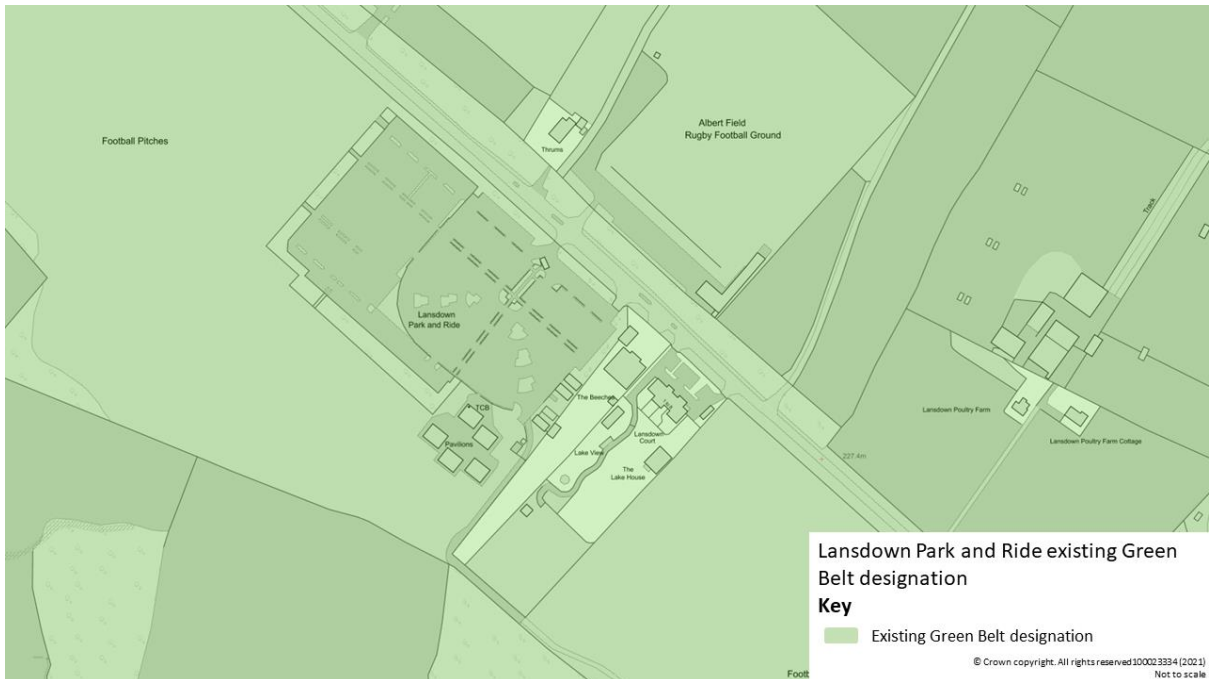 Football Pitches
Albert Field
Rugby Football Ground
Thrums
Track
Lansdown
Park and Ride
TCB
Pavilions
The Beeches
Lansdown
Court
Lake View
The
Lake House
227.4m
Lansdown Poultry Farm
Lansdown Poultry Farm Cottage
Footb
Lansdown Park and Ride existing Green
Belt designation
Key
Existing Green Belt designation
© Crown copyright. All rights reserved100023334 (2021)
Not to scale